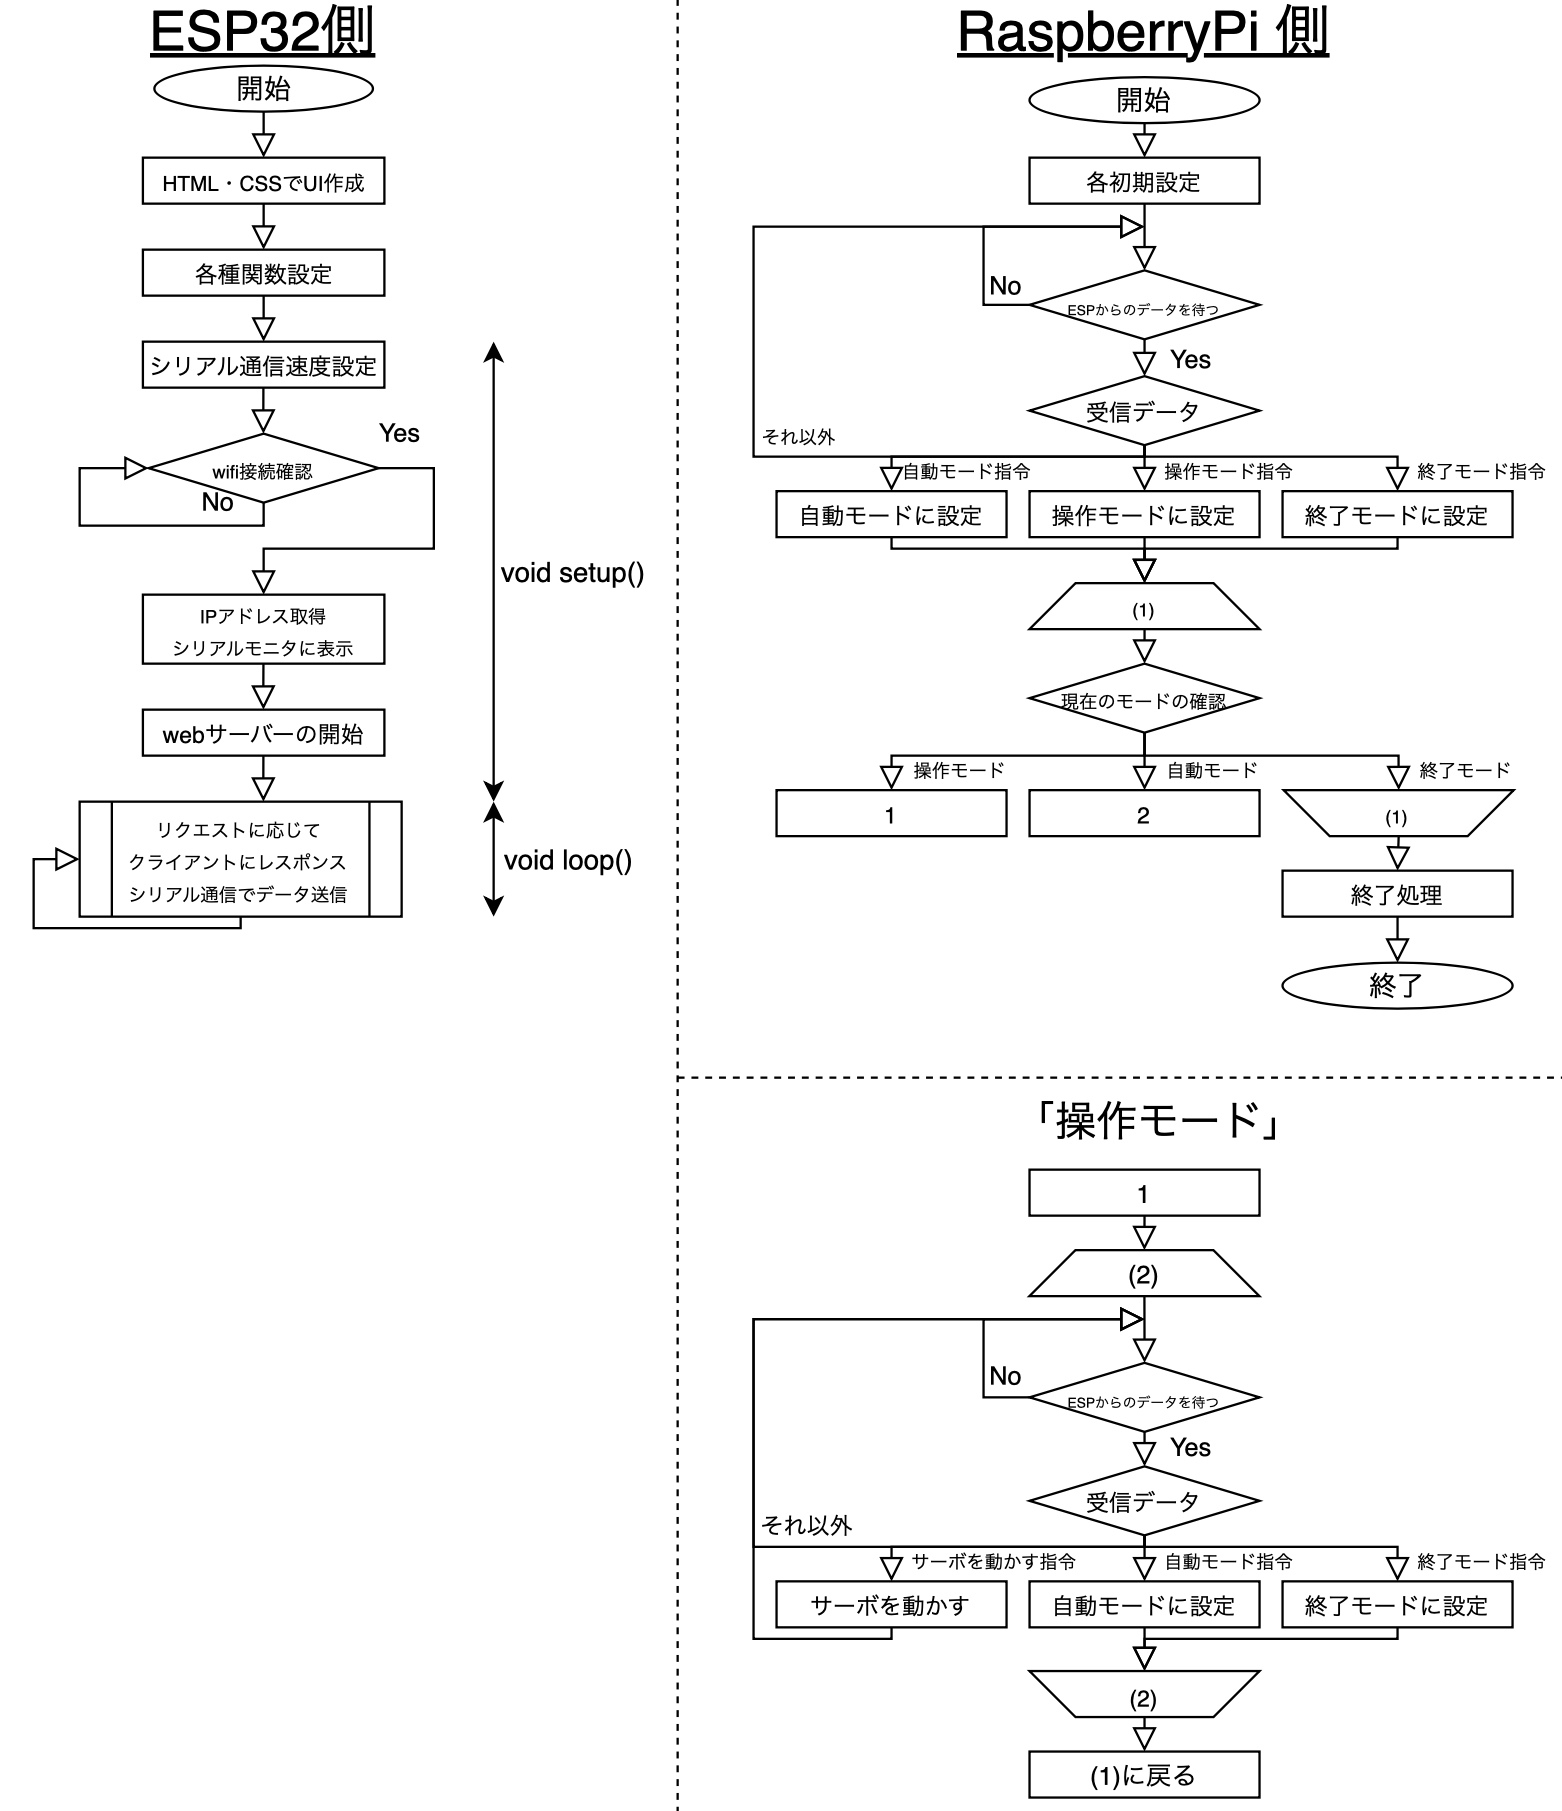 ESP32側
開始
HTML・CSSでUI作成
各種関数設定
シリアル通信速度設定
Yes
wifi接続確認
No
void setup()
IPアドレス取得
シリアルモニタに表示
webサーバーの開始
リクエストに応じて
クライアントにレスポンス
シリアル通信でデータ送信
void loop()
RaspberryPi 側
開始
各初期設定
No
ESPからのデータを待つ
Yes
受信データ
それ以外
自動モード指令
操作モード指令
終了モード指令
自動モードに設定
操作モードに設定
終了モードに設定
(1)
現在のモードの確認
操作モード
自動モード
終了モード
1
2
(1)
終了処理
終了
「操作モード」
1
(2)
No
ESPからのデータを待つ
Yes
受信データ
それ以外
サーボを動かす指令
自動モード指令
終了モード指令
サーボを動かす
自動モードに設定
終了モードに設定
(2)
(1)に戻る